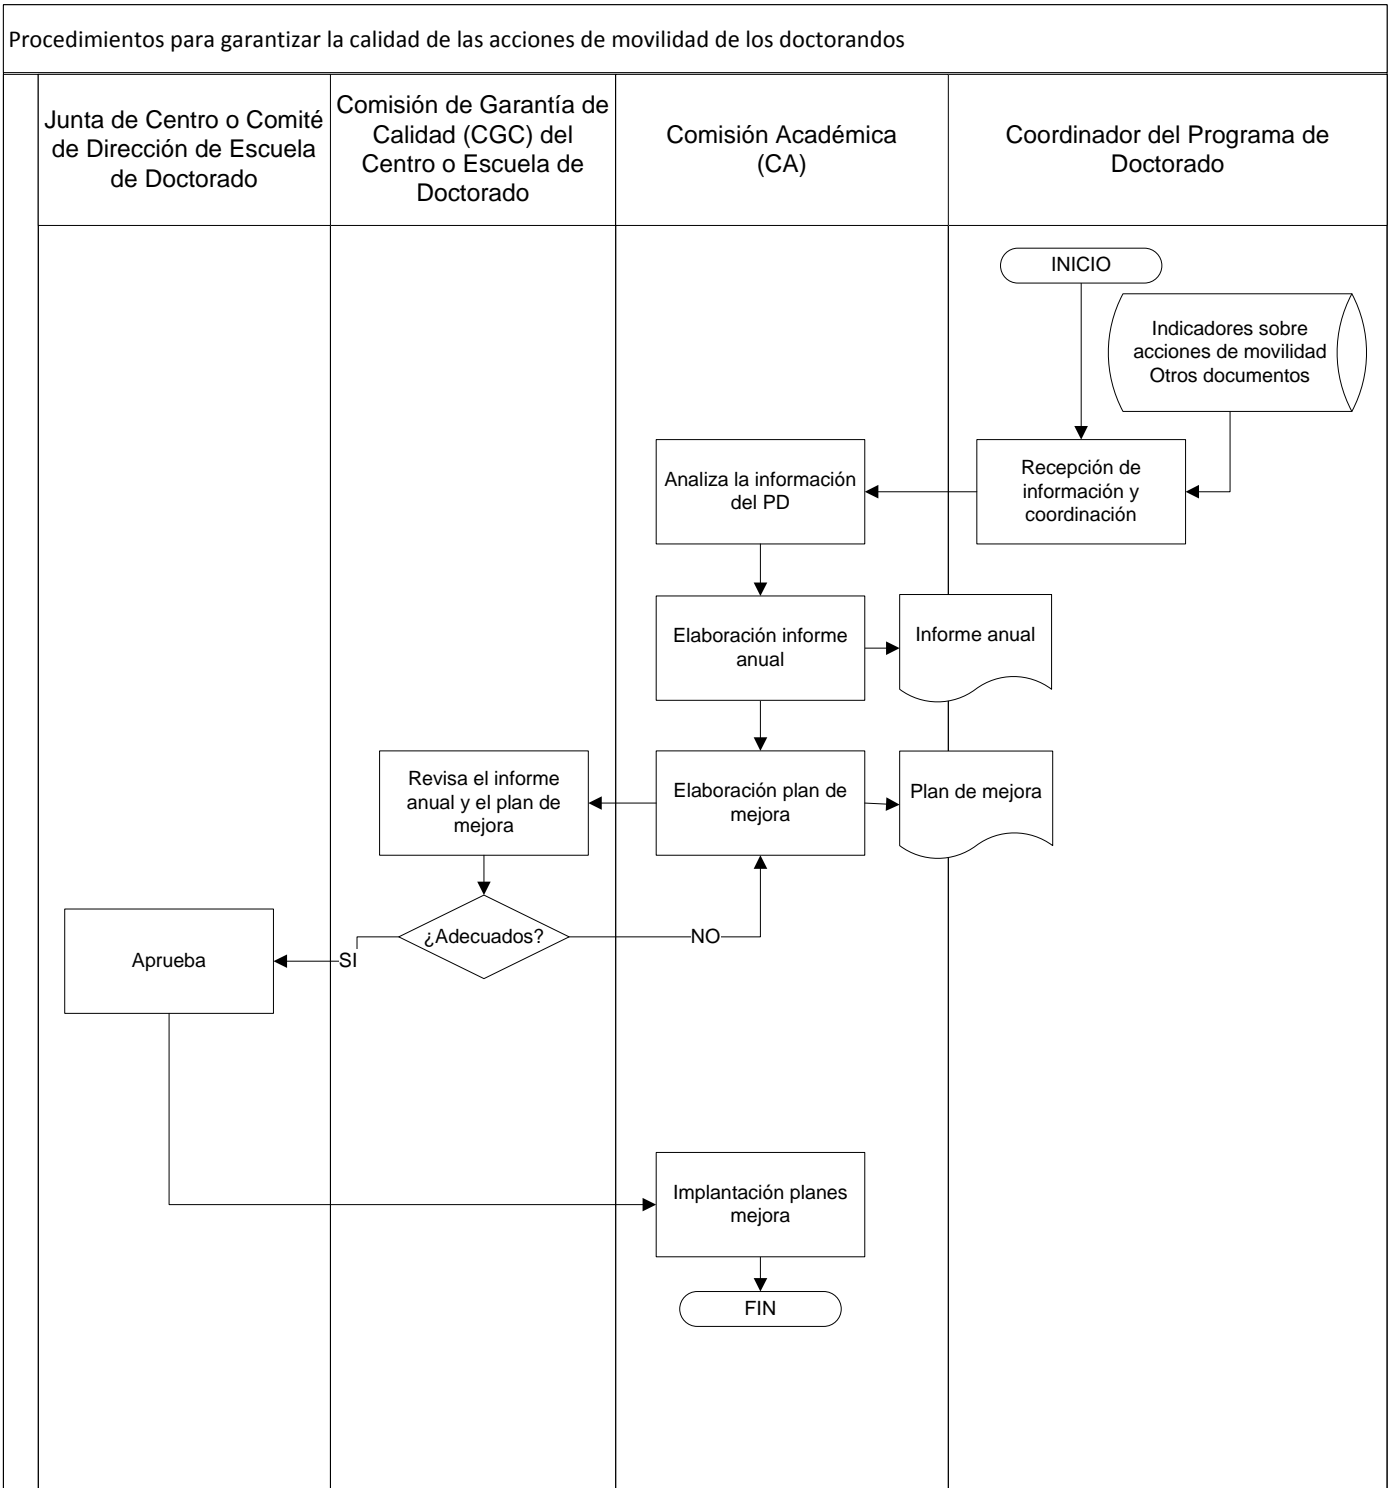 Procedimientos para garantizar la calidad de las acciones de movilidad de los doctorandos
Junta de Centro o Comité
de Dirección de Escuela
de Doctorado
Comisión de Garantía de
Calidad (CGC) del
Centro o Escuela de
Doctorado
Comisión Académica
(CA)
Coordinador del Programa de
Doctorado
INICIO
Indicadores sobre
acciones de movilidad
Otros documentos
Recepción de
información y
coordinación
Analiza la información
del PD
Elaboración informe
anual
Informe anual
Elaboración plan de
mejora
Plan de mejora
Revisa el informe
anual y el plan de
mejora
¿Adecuados?
NO
SI
Aprueba
Implantación planes
mejora
FIN